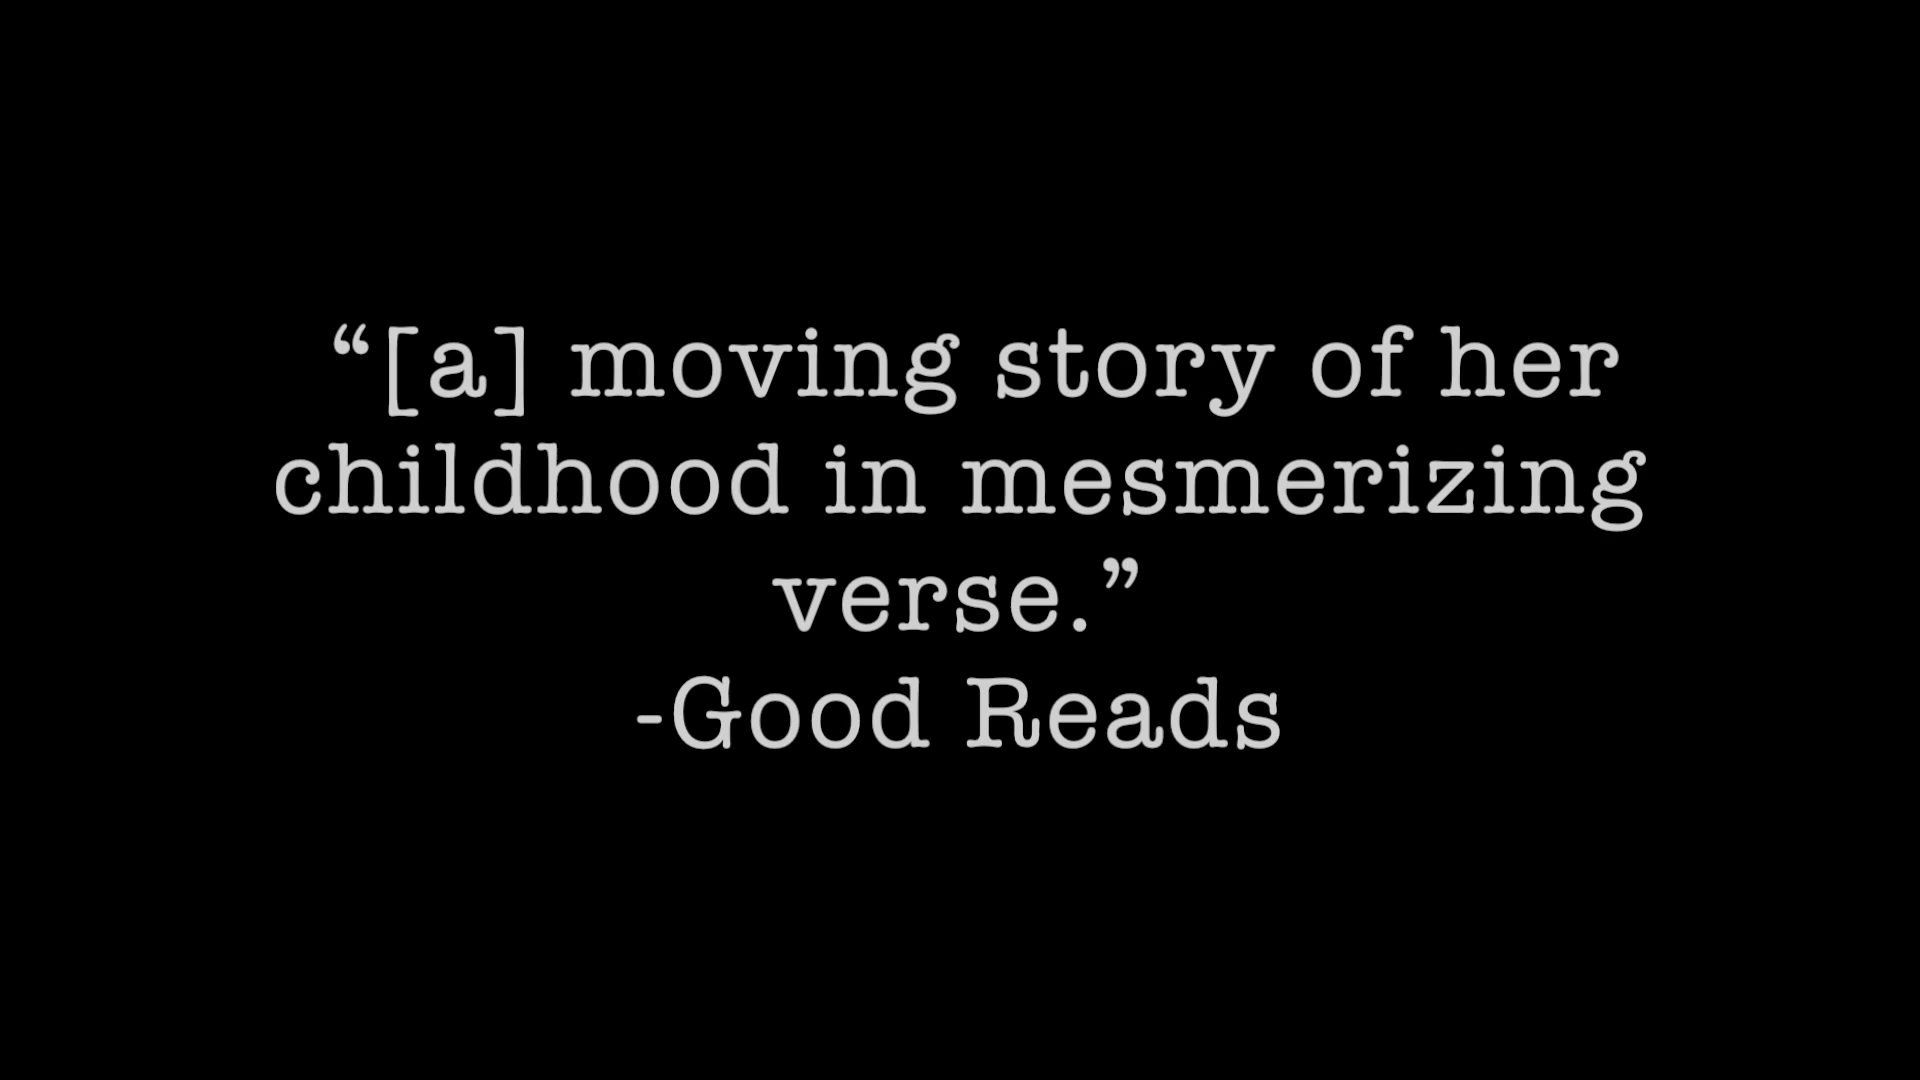 “[a] moving story of her
childhood in mesmerizing
verse.”
-Good Reads